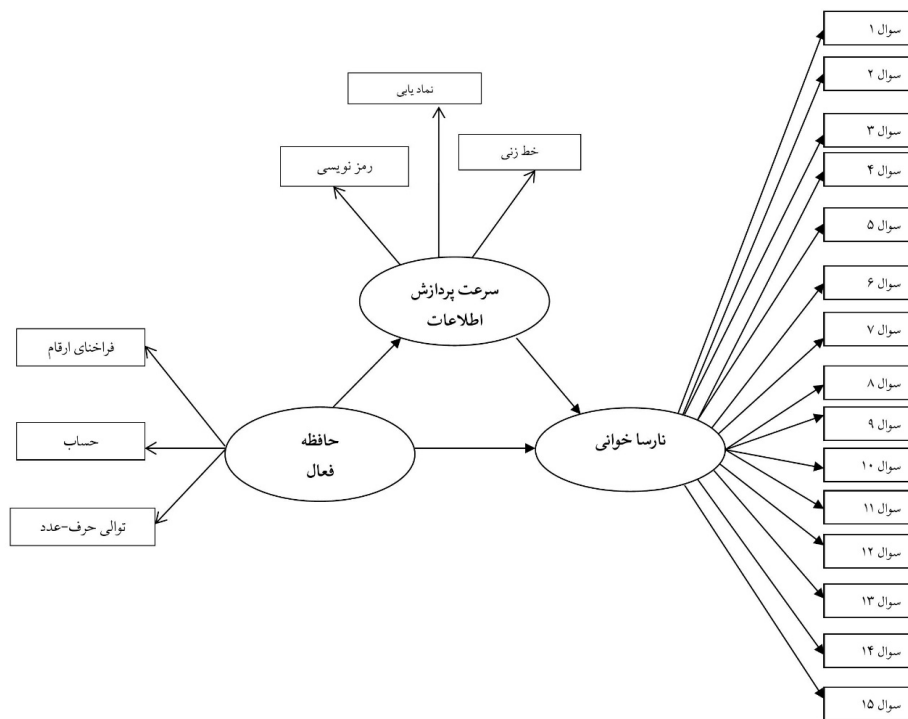 نماد یابی
خط زنی
رمز نویسی
سرعت پردازش
اطلاعات
فراخنای ارقام
حساب
توالی حرف-عدد
حافظه
فعال
نارسا خوانی
سوال ۱
سوال ۲
سوال ۳
سوال ۴
سوال ۵
سوال ۶
سوال ۷
سوال ۸
سوال ۹
سوال ۱۰
سوال ۱۱
سوال ۱۲
سوال ۱۳
سوال ۱۴
سوال ۱۵